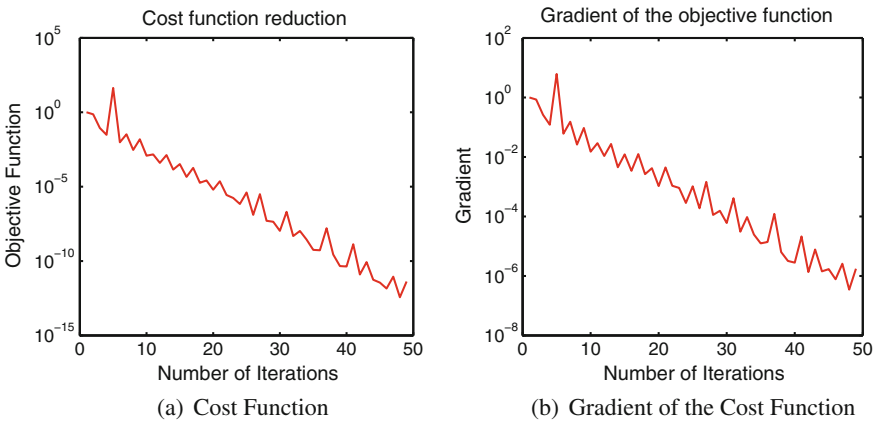 Cost function reduction
Objective Function
10^5
10^0
10^−5
10^−10
10^−15
0 10 20 30 40 50
Number of Iterations
(a) Cost Function
Gradient of the objective function
Gradient
10^2
10^0
10^−2
10^−4
10^−6
10^−8
0 10 20 30 40 50
Number of Iterations
(b) Gradient of the Cost Function